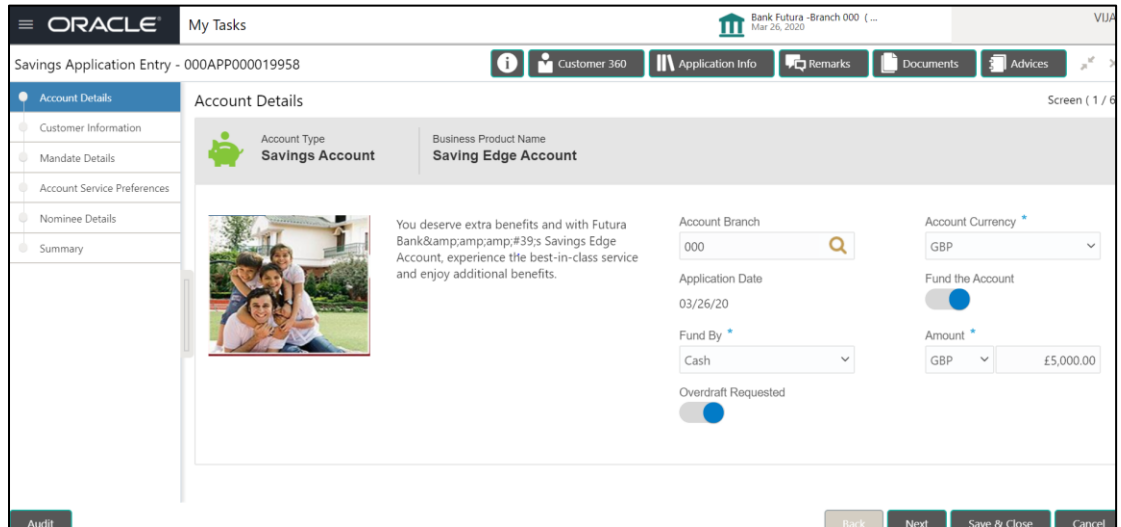 ORACLE®
My Tasks
Bank Futura -Branch 000 ( ...
Mar 26, 2020
Savings Application Entry - 000APP000019958
Customer 360
Application Info
Remarks
Documents
Advices
Account Details
Customer Information
Mandate Details
Account Service Preferences
Nominee Details
Summary
Account Details
Screen ( 1 / 6
Account Type
Savings Account
Business Product Name
Saving Edge Account
You deserve extra benefits and with Futura
Bank&amp;amp;amp;#39;s Savings Edge
Account, experience the best-in-class service
and enjoy additional benefits.
Account Branch
000
Account Currency *
GBP
Application Date
03/26/20
Fund the Account
Fund By *
Cash
Amount *
GBP
£5,000.00
Overdraft Requested
Audit
Back
Next
Save & Close
Cancel